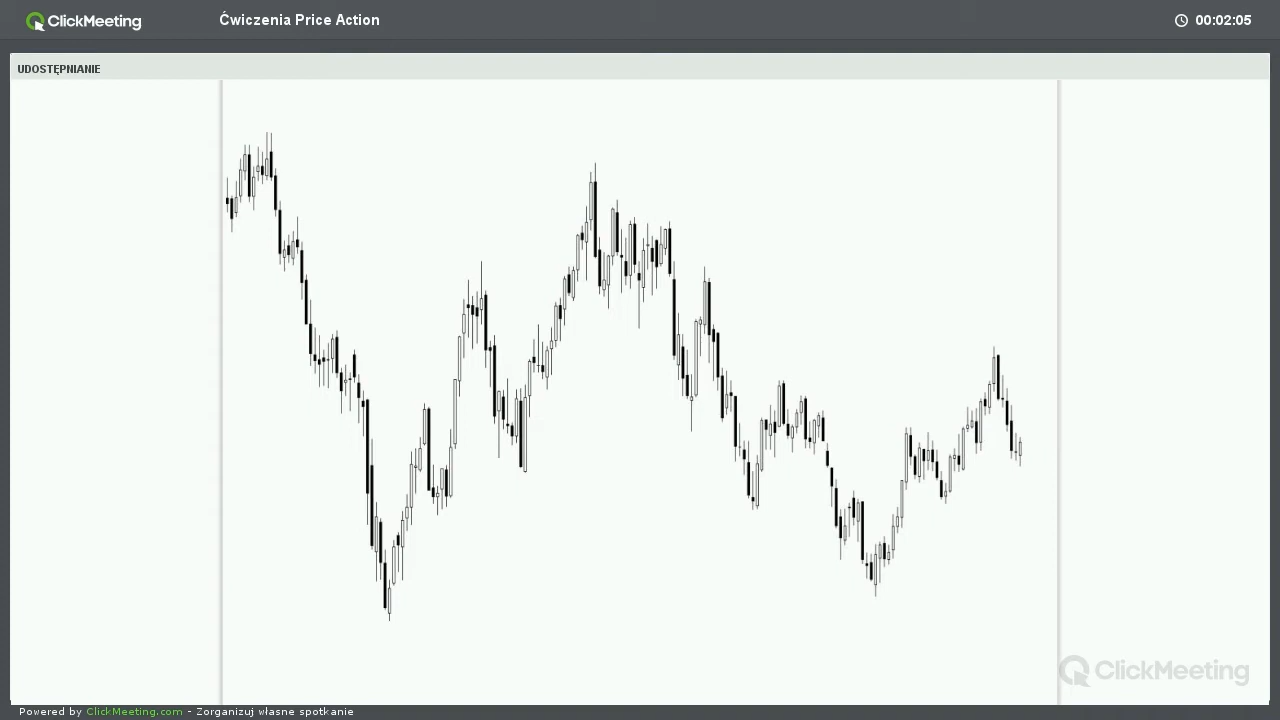 ClickMeeting
Ćwiczenia Price Action
00:02:05
UDOSTĘPNIANIE
ClickMeeting
Powered by ClickMeeting.com - Zorganizuj własne spotkanie